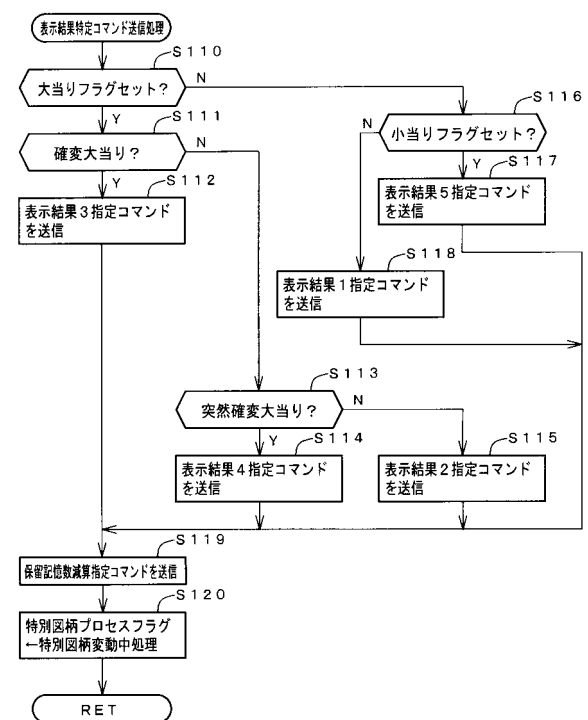 表示結果特定コマンド送信処理
S110
大当りフラグセット？
N
Y
S111
確変大当り？
N
Y
S112
表示結果３指定コマンド
を送信
S116
小当りフラグセット？
N
Y
S117
表示結果５指定コマンド
を送信
S118
表示結果１指定コマンド
を送信
S113
突然確変大当り？
N
Y
S114
表示結果４指定コマンド
を送信
S115
表示結果２指定コマンド
を送信
S119
保留記憶数減算指定コマンドを送信
S120
特別図柄プロセスフラグ
←特別図柄変動中処理
RET